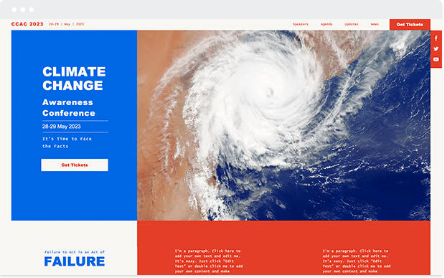 CCAC 2023
28-29 | May | 2023
Get Tickets
CLIMATE
CHANGE
Awareness
Conference
28-29 May 2023
It's Time to Face
the Facts
Get Tickets
Failure to Act is an act of
FAILURE
I'm a paragraph. Click here to
add your own text and edit me.
It's easy. Just click "Edit
Text" or double click me to add
your own content and make
I'm a paragraph. Click here to
add your own text and edit me.
It's easy. Just click "Edit
Text" or double click me to add
your own content and make